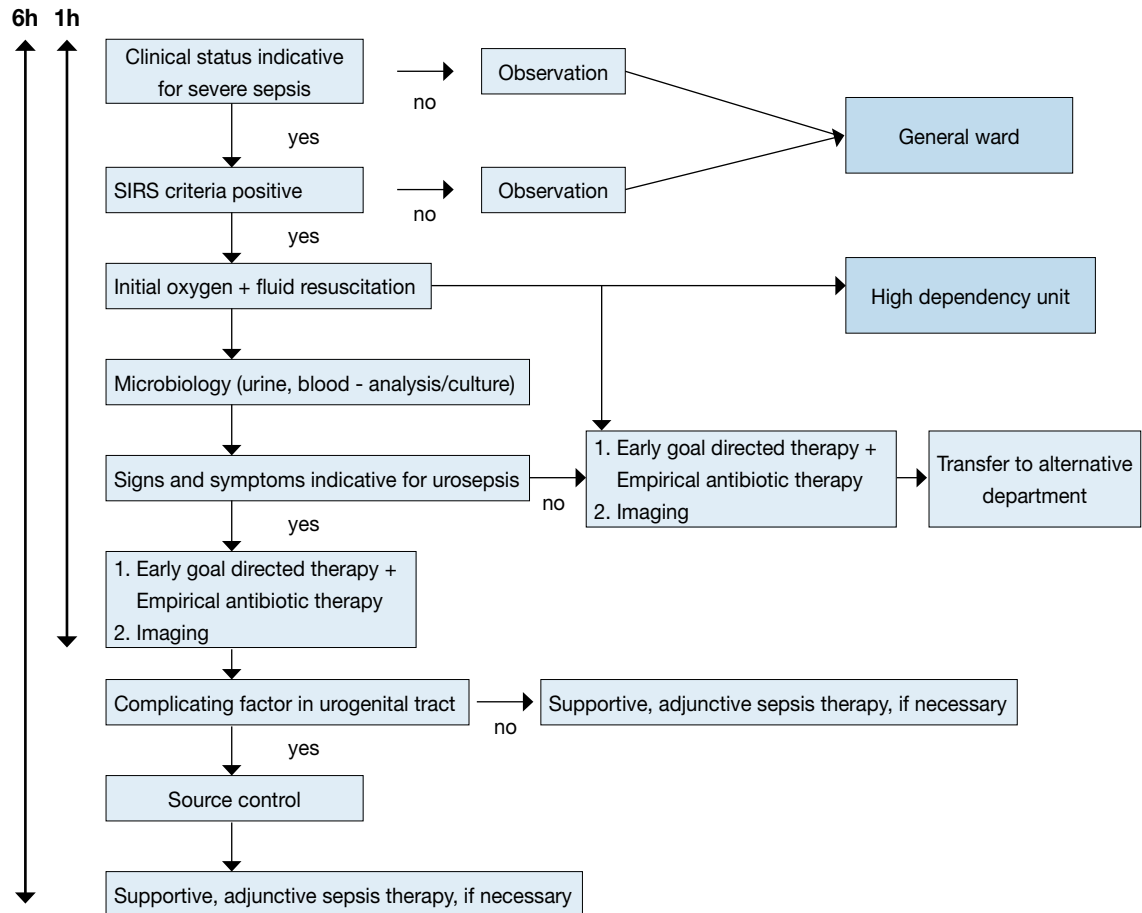 6h 1h
Clinical status indicative
for severe sepsis
no
Observation
General ward
yes
SIRS criteria positive
no
Observation
yes
Initial oxygen + fluid resuscitation
High dependency unit
Microbiology (urine, blood - analysis/culture)
Signs and symptoms indicative for urosepsis
no
1. Early goal directed therapy +
Empirical antibiotic therapy
2. Imaging
Transfer to alternative
department
yes
1. Early goal directed therapy +
Empirical antibiotic therapy
2. Imaging
Complicating factor in urogenital tract
no
Supportive, adjunctive sepsis therapy, if necessary
yes
Source control
Supportive, adjunctive sepsis therapy, if necessary